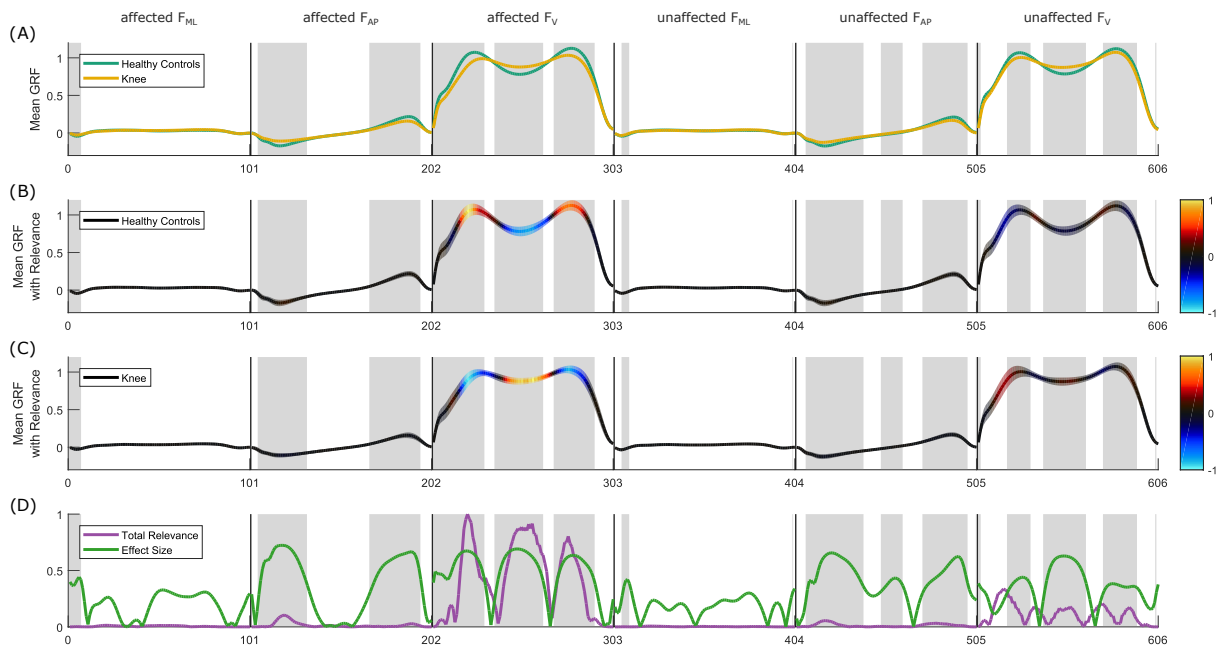 affected F_ML affected F_AP affected F_V unaffected F_ML unaffected F_AP unaffected F_V
(A)
Mean GRF
1
0.5
0
Healthy Controls
Knee
0 101 202 303 404 505 606
(B)
Mean GRF
with Relevance
1
0.5
0
Healthy Controls
0 101 202 303 404 505 606
1
0
-1
(C)
Mean GRF
with Relevance
1
0.5
0
Knee
0 101 202 303 404 505 606
1
0
-1
(D)
1
0.5
0
Total Relevance
Effect Size
0 101 202 303 404 505 606